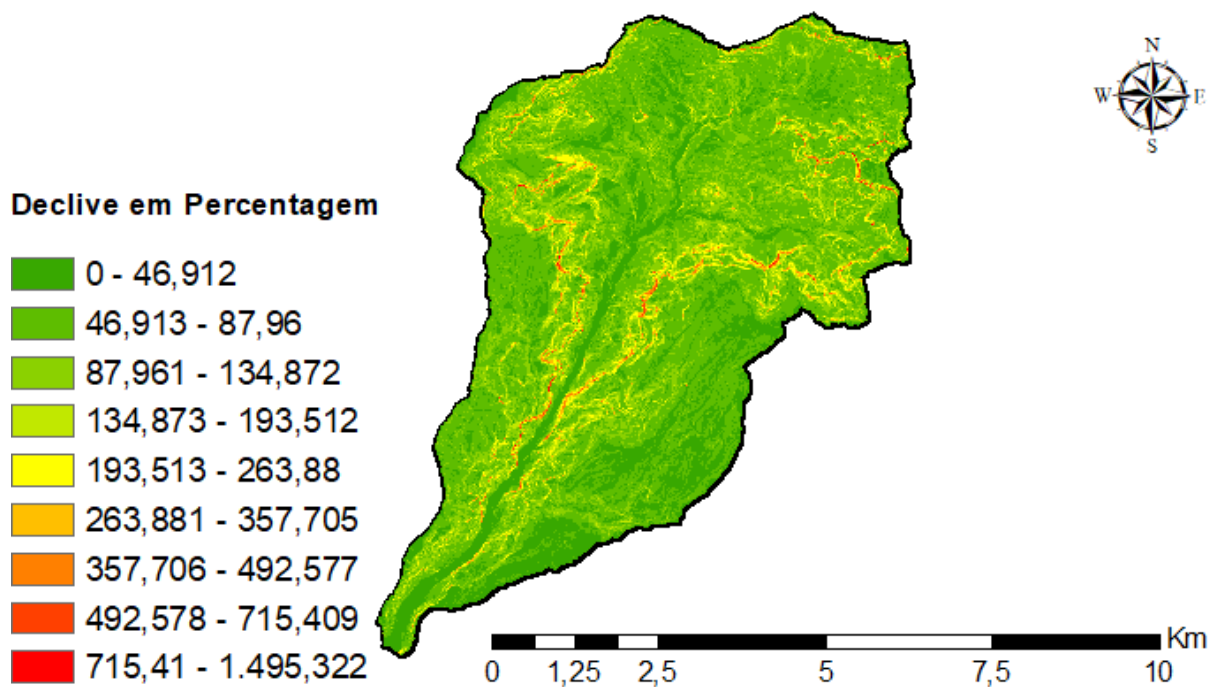 N
W E
S
Declive em Percentagem
0 - 46,912
46,913 - 87,96
87,961 - 134,872
134,873 - 193,512
193,513 - 263,88
263,881 - 357,705
357,706 - 492,577
492,578 - 715,409
715,41 - 1.495,322
Km
0 1,25 2,5 5 7,5 10